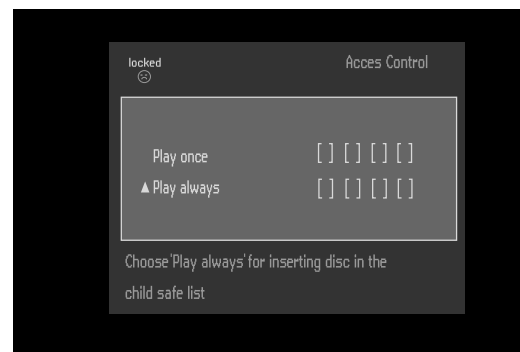 locked
Acces Control
Play once [ ] [ ] [ ] [ ]
▲ Play always [ ] [ ] [ ] [ ]
Choose 'Play always' for inserting disc in the
child safe list